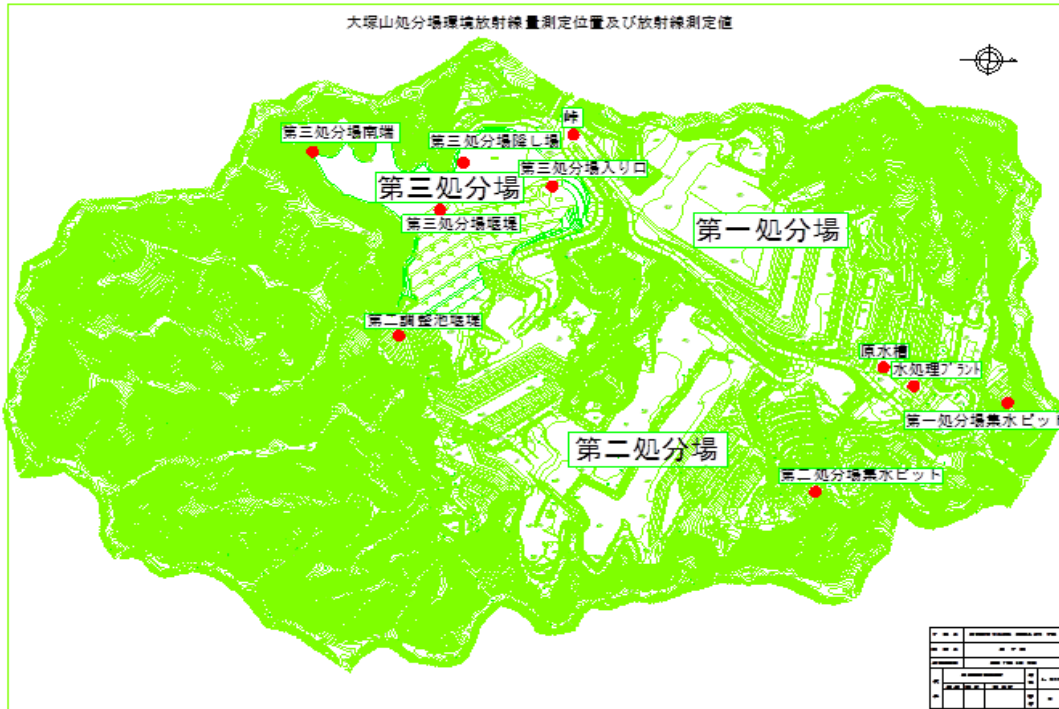 大塚山処分場環境放射線量測定位置及び放射線測定値
峠
第三処分場南端
第三処分場降し場
第三処分場入り口
第三処分場
第三処分場堰堤
第一処分場
第二調整池堰堤
原水槽
水処理プラント
第一処分場集水ピット
第二処分場
第二処分場集水ピット